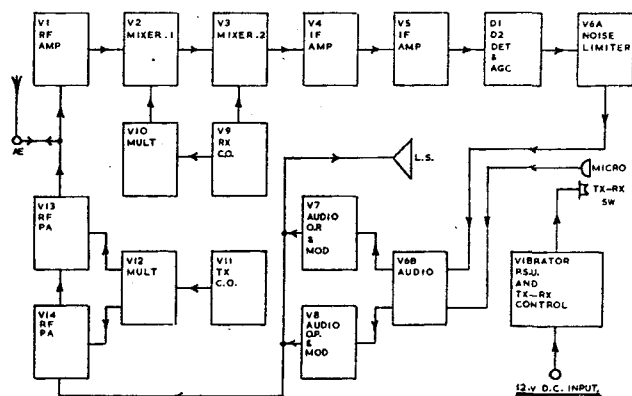 V1
RF
AMP
V2
MIXER.1
V3
MIXER.2
V4
IF
AMP
V5
IF
AMP
D1
D2
DET
&
AGC
V6A
NOISE
LIMITER
AE
V10
MULT
V9
RX
C.O.
L.S.
MICRO
TX-RX
SW
V13
RF
PA
V12
MULT
V11
TX
C.O.
V7
AUDIO
O.P.
&
MOD
V6B
AUDIO
VIBRATOR
P.S.U.
AND
TX-RX
CONTROL
V14
RF
PA
V8
AUDIO
O.P.
&
MOD
12.V D.C. INPUT.